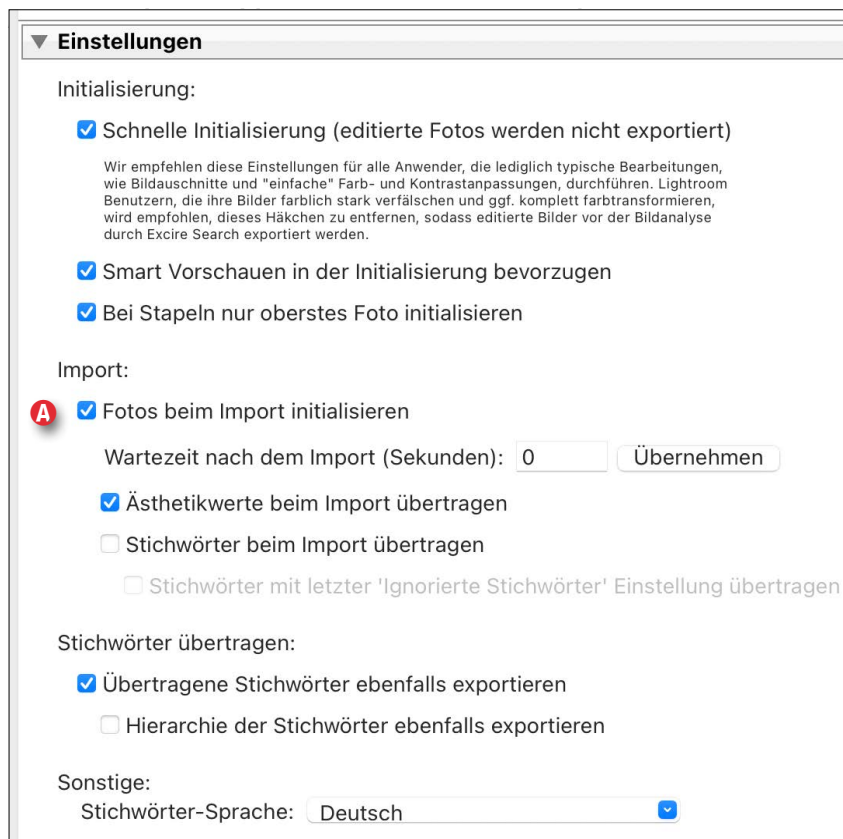 Einstellungen
Initialisierung:
Schnelle Initialisierung (editierte Fotos werden nicht exportiert)
Wir empfehlen diese Einstellungen für alle Anwender, die lediglich typische Bearbeitungen,
wie Bildauschnitte und "einfache" Farb- und Kontrastanpassungen, durchführen. Lightroom
Benutzern, die ihre Bilder farblich stark verfälschen und ggf. komplett farbtransformieren,
wird empfohlen, dieses Häkchen zu entfernen, sodass editierte Bilder vor der Bildanalyse
durch Excire Search exportiert werden.
Smart Vorschauen in der Initialisierung bevorzugen
Bei Stapeln nur oberstes Foto initialisieren
Import:
A Fotos beim Import initialisieren
Wartezeit nach dem Import (Sekunden): 0 Übernehmen
Ästhetikwerte beim Import übertragen
Stichwörter beim Import übertragen
Stichwörter mit letzter 'Ignorierte Stichwörter' Einstellung übertragen
Stichwörter übertragen:
Übertragene Stichwörter ebenfalls exportieren
Hierarchie der Stichwörter ebenfalls exportieren
Sonstige:
Stichwörter-Sprache: Deutsch